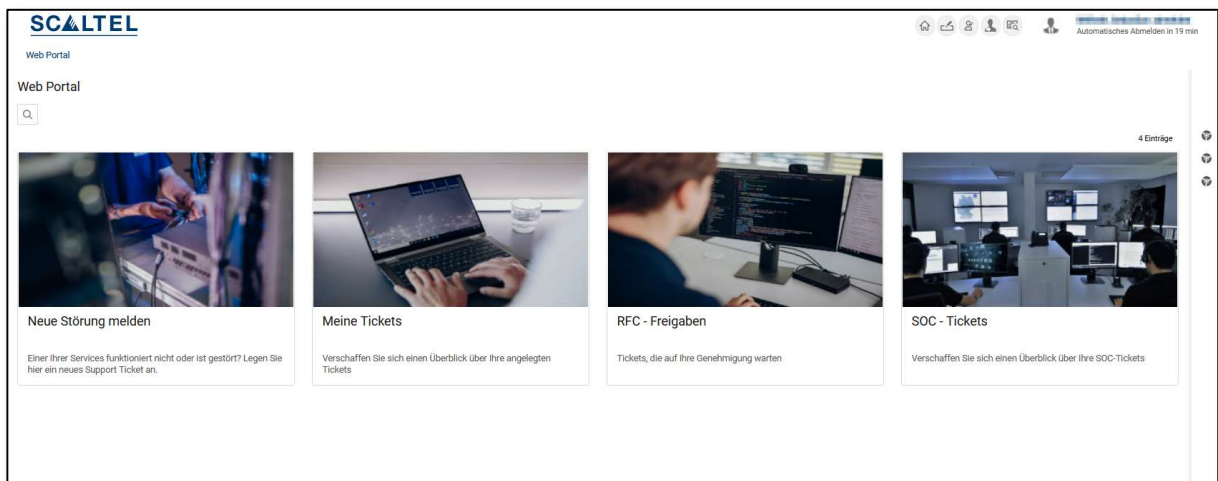 SCALTEL
Automatisches Abmelden in 19 min
Web Portal
Web Portal
4 Einträge
Neue Störung melden
Einer Ihrer Services funktioniert nicht oder ist gestört? Legen Sie
hier ein neues Support Ticket an.
Meine Tickets
Verschaffen Sie sich einen Überblick über Ihre angelegten
Tickets
RFC - Freigaben
Tickets, die auf Ihre Genehmigung warten
SOC - Tickets
Verschaffen Sie sich einen Überblick über Ihre SOC-Tickets